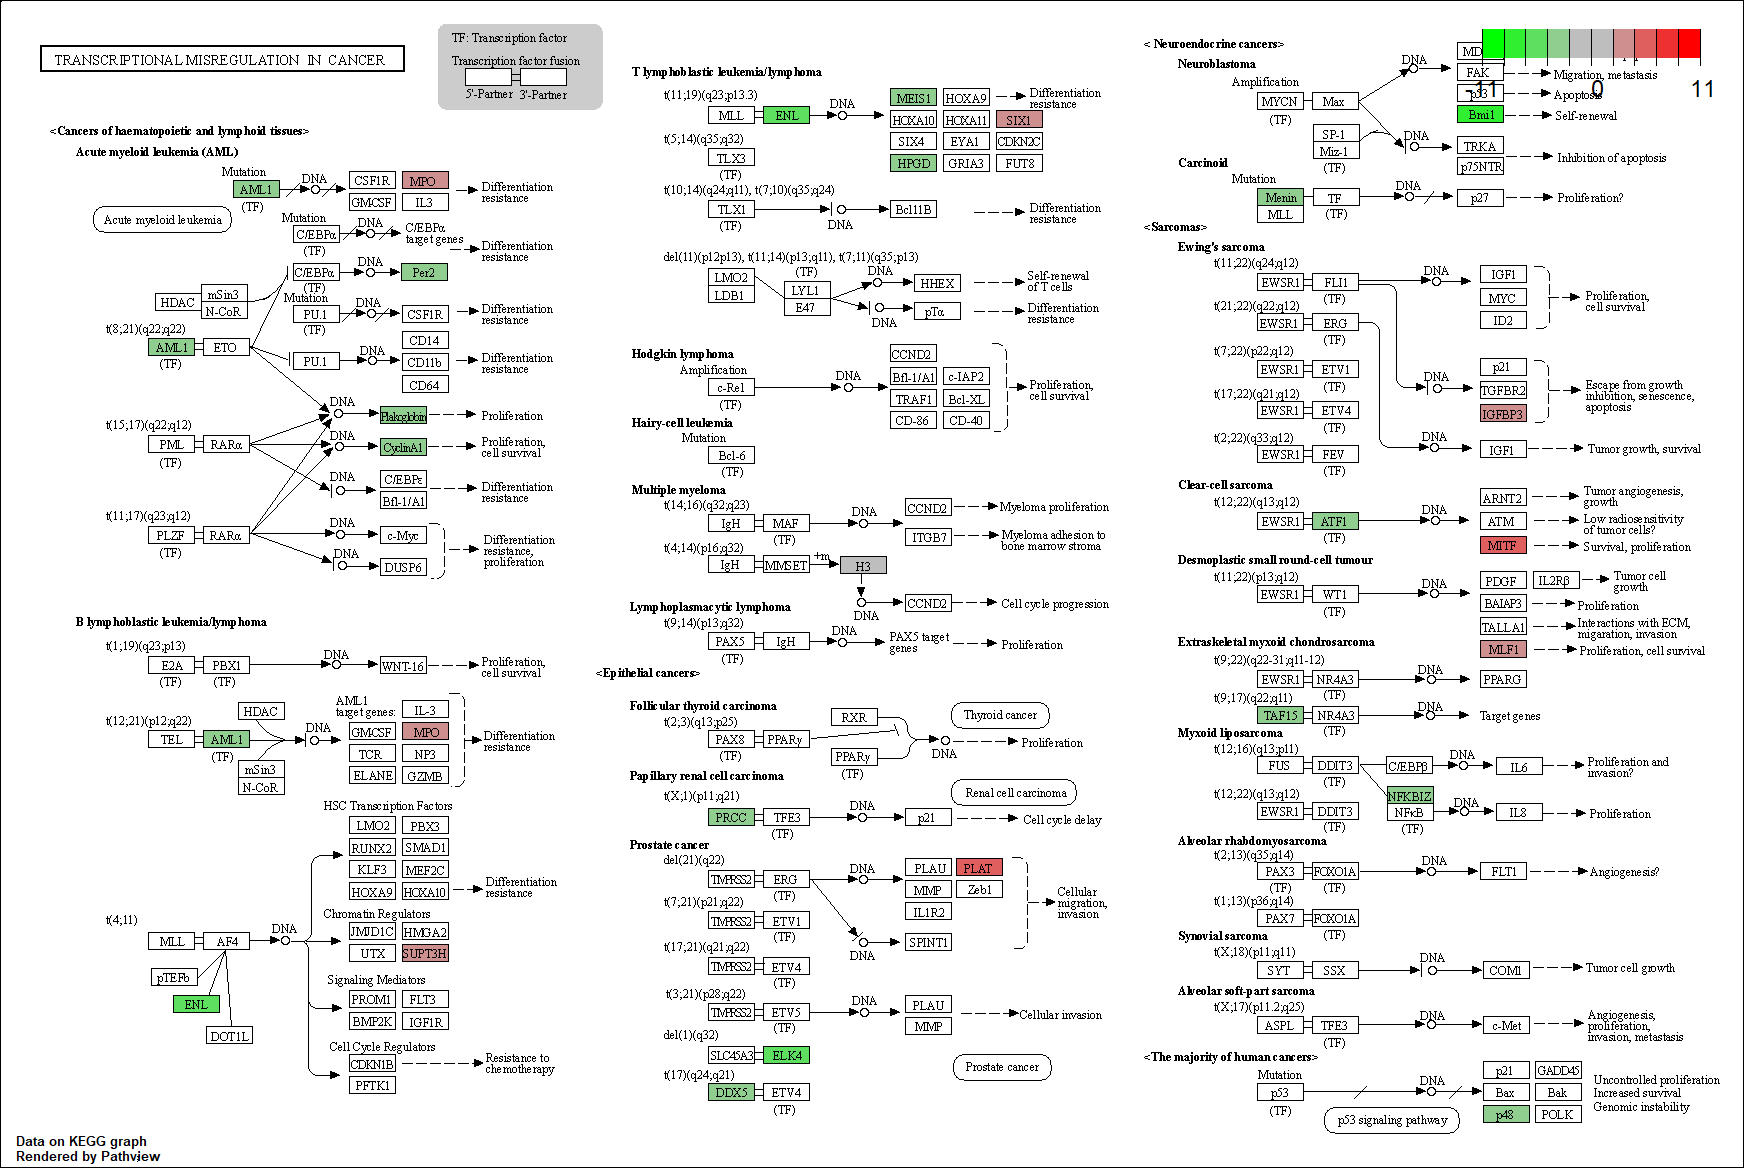 TRANSCRIPTIONAL MISREGULATION IN CANCER
TF: Transcription factor
Transcription factor fusion
5'-Partner 3'-Partner
<Cancers of haematopoietic and lymphoid tissues>
Acute myeloid leukemia (AML)
Mutation
AML1
(TF)
DNA
CSF1R
MPO
GMCSF
IL3
Differentiation
resistance
Acute myeloid leukemia
Mutation
C/EBPα
(TF)
DNA
C/EBPα
target genes
Differentiation
resistance
C/EBPα
(TF)
DNA
Per2
HDAC
mSin3
N-CoR
Mutation
PU.1
(TF)
DNA
CSF1R
Differentiation
resistance
t(8;21)(q22;q22)
AML1
ETO
(TF)
PU.1
DNA
CD14
CD11b
CD64
Differentiation
resistance
DNA
Plakoglobin
Proliferation
t(15;17)(q22;q12)
PML
RARα
(TF)
DNA
CyclinA1
Proliferation,
cell survival
DNA
C/EBPε
Bfl-1/A1
Differentiation
resistance
t(11;17)(q23;q12)
PLZF
RARα
(TF)
DNA
c-Myc
DNA
DUSP6
Differentiation
resistance,
proliferation
B lymphoblastic leukemia/lymphoma
t(1;19)(q23;p13)
E2A
PBX1
(TF)
(TF)
DNA
WNT-16
Proliferation,
cell survival
t(12;21)(p12;q22)
TEL
AML1
(TF)
HDAC
mSin3
N-CoR
DNA
AML1
target genes:
IL-3
GMCSF
MPO
TCR
NP3
ELANE
GZMB
Differentiation
resistance
HSC Transcription Factors
LMO2
PBX3
RUNX2
SMAD1
KLF3
MEF2C
HOXA9
HOXA10
Differentiation
resistance
t(4;11)
MLL
AF4
DNA
pTEFb
ENL
DOT1L
Chromatin Regulators
JMJD1C
HMGA2
UTX
SUPT3H
Signaling Mediators
PROM1
FLT3
BMP2K
IGF1R
Cell Cycle Regulators
CDKN1B
PFTK1
Resistance to
chemotherapy
T lymphoblastic leukemia/lymphoma
t(11;19)(q23;p13.3)
MLL
ENL
DNA
MEIS1
HOXA9
HOXA10
HOXA11
SIX1
SIX4
EYA1
CDKN2C
HPGD
GRIA3
FUT8
Differentiation
resistance
t(5;14)(q35;q32)
TLX3
(TF)
t(10;14)(q24;q11), t(7;10)(q35;q24)
TLX1
(TF)
DNA
Bcl11B
Differentiation
resistance
del(11)(p12p13), t(11;14)(p13;q11), t(7;11)(q35;p13)
LMO2
LDB1
(TF)
LYL1
E47
DNA
HHEX
Self-renewal
of T cells
DNA
pTα
Differentiation
resistance
Hodgkin lymphoma
Amplification
c-Rel
(TF)
DNA
CCND2
Bfl-1/A1
c-IAP2
TRAF1
Bcl-XL
CD-86
CD-40
Proliferation,
cell survival
Hairy-cell leukemia
Mutation
Bcl-6
(TF)
Multiple myeloma
t(14;16)(q32;q23)
IgH
MAF
(TF)
DNA
CCND2
Myeloma proliferation
ITGB7
Myeloma adhesion to
bone marrow stroma
t(4;14)(p16;q32)
IgH
MMSET
+m
H3
DNA
CCND2
Cell cycle progression
Lymphoplasmacytic lymphoma
t(9;14)(p13;q32)
PAX5
IgH
(TF)
DNA
PAX5 target
genes
Proliferation
<Epithelial cancers>
Follicular thyroid carcinoma
t(2;3)(q13;p25)
PAX8
PPARγ
(TF)
RXR
PPARγ
(TF)
DNA
Thyroid cancer
Proliferation
Papillary renal cell carcinoma
t(X;1)(p11;q21)
PRCC
TFE3
(TF)
DNA
p21
Renal cell carcinoma
Cell cycle delay
Prostate cancer
del(21)(q22)
TMPRSS2
ERG
(TF)
DNA
PLAU
PLAT
MMP
Zeb1
IL1R2
DNA
SPINT1
Cellular
migration,
invasion
t(7;21)(p21;q22)
TMPRSS2
ETV1
(TF)
t(17;21)(q21;q22)
TMPRSS2
ETV4
(TF)
t(3;21)(p28;q22)
TMPRSS2
ETV5
(TF)
DNA
PLAU
MMP
Cellular invasion
del(1)(q32)
SLC45A3
ELK4
Prostate cancer
t(17)(q24;q21)
DDX5
ETV4
(TF)
< Neuroendocrine cancers>
Neuroblastoma
Amplification
MYCN
Max
(TF)
DNA
FAK
Migration, metastasis
p53
Apoptosis
Bmi1
Self-renewal
SP-1
Miz-1
(TF)
DNA
TRKA
p75NTR
Inhibition of apoptosis
-11
0
11
Carcinoid
Mutation
Menin
MLL
TF
(TF)
DNA
p27
Proliferation?
<Sarcomas>
Ewing's sarcoma
t(11;22)(q24;q12)
EWSR1
FLI1
(TF)
DNA
IGF1
MYC
ID2
Proliferation,
cell survival
t(21;22)(q22;q12)
EWSR1
ERG
(TF)
t(7;22)(p22;q12)
EWSR1
ETV1
(TF)
DNA
p21
TGFBR2
IGFBP3
Escape from growth
inhibition, senescence,
apoptosis
t(17;22)(q21;q12)
EWSR1
ETV4
(TF)
t(2;22)(q33;q12)
EWSR1
FEV
(TF)
DNA
IGF1
Tumor growth, survival
Clear-cell sarcoma
t(12;22)(q13;q12)
EWSR1
ATF1
(TF)
DNA
ARNT2
Tumor angiogenesis,
growth
ATM
Low radiosensitivity
of tumor cells?
MITF
Survival, proliferation
Desmoplastic small round-cell tumour
t(11;22)(p13;q12)
EWSR1
WT1
(TF)
DNA
PDGF
IL2Rβ
Tumor cell
growth
BAIAP3
Proliferation
TALLA1
Interactions with ECM,
migaration, invasion
MLF1
Proliferation, cell survival
Extraskeletal myxoid chondrosarcoma
t(9;22)(q22-31;q11-12)
EWSR1
NR4A3
(TF)
DNA
PPARG
t(9;17)(q22;q11)
TAF15
NR4A3
(TF)
DNA
Target genes
Myxoid liposarcoma
t(12;16)(q13;p11)
FUS
DDIT3
(TF)
C/EBPβ
DNA
IL6
Proliferation and
invasion?
t(12;22)(q13;q12)
EWSR1
DDIT3
(TF)
NFKBIZ
NFκB
(TF)
DNA
IL8
Proliferation
Alveolar rhabdomyosarcoma
t(2;13)(q35;q14)
PAX3
FOXO1A
(TF)
(TF)
DNA
FLT1
Angiogenesis?
t(1;13)(p36;q14)
PAX7
FOXO1A
(TF)
Synovial sarcoma
t(X;18)(p11;q11)
SYT
SSX
(TF)
DNA
COM1
Tumor cell growth
Alveolar soft-part sarcoma
t(X;17)(p11.2;q25)
ASPL
TFE3
(TF)
DNA
c-Met
Angiogenesis,
proliferation,
invasion, metastasis
<The majority of human cancers>
Mutation
p53
(TF)
DNA
p21
GADD45
Bax
Bak
p48
POLK
Uncontrolled proliferation
Increased survival
Genomic instability
p53 signaling pathway
Data on KEGG graph
Rendered by Pathview